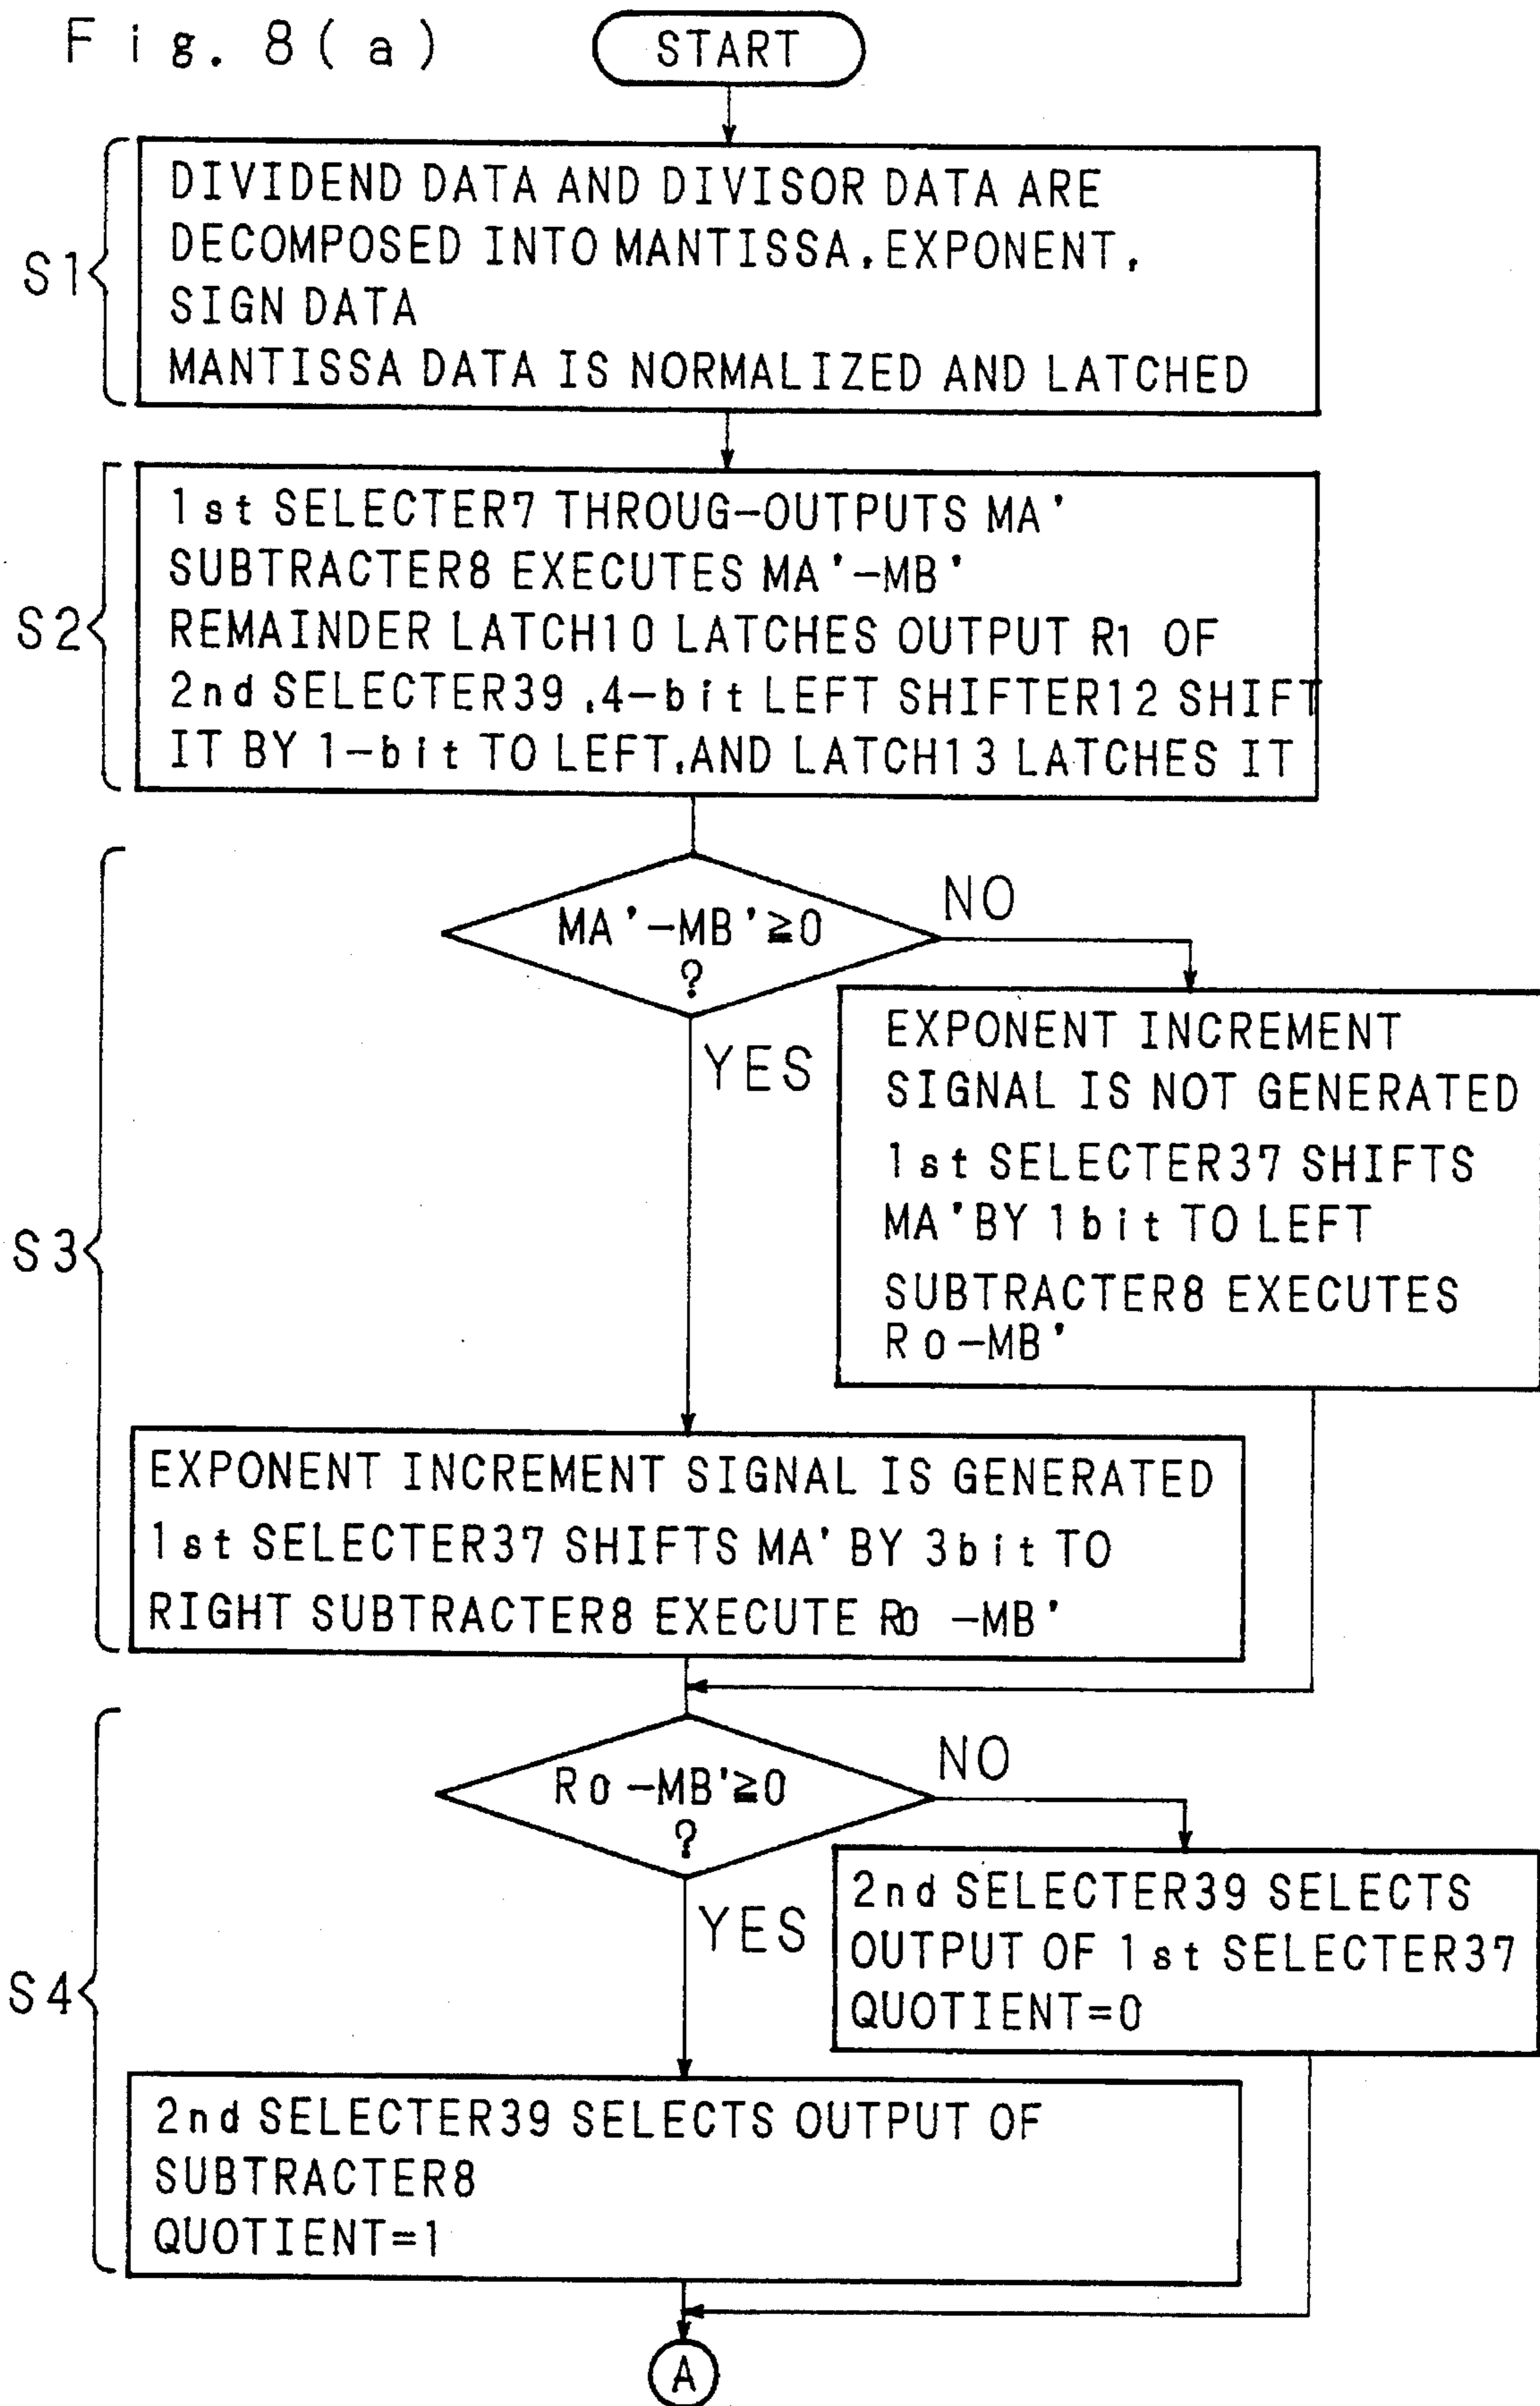 Fig. 8(a)
START
S1
DIVIDEND DATA AND DIVISOR DATA ARE
DECOMPOSED INTO MANTISSA, EXPONENT,
SIGN DATA
MANTISSA DATA IS NORMALIZED AND LATCHED
S2
1st SELECTER7 THROUG-OUTPUTS MA'
SUBTRACTER8 EXECUTES MA'-MB'
REMAINDER LATCH10 LATCHES OUTPUT R1 OF
2nd SELECTER39 ,4-bit LEFT SHIFTER12 SHIFT
IT BY 1-bit TO LEFT,AND LATCH13 LATCHES IT
S3
MA'-MB'≧0
?
NO
YES
EXPONENT INCREMENT
SIGNAL IS NOT GENERATED
1st SELECTER37 SHIFTS
MA'BY 1bit TO LEFT
SUBTRACTER8 EXECUTES
R0-MB'
EXPONENT INCREMENT SIGNAL IS GENERATED
1st SELECTER37 SHIFTS MA' BY 3bit TO
RIGHT SUBTRACTER8 EXECUTE R0 -MB'
S4
R0-MB'≧0
?
NO
YES
2nd SELECTER39 SELECTS
OUTPUT OF 1st SELECTER37
QUOTIENT=0
2nd SELECTER39 SELECTS OUTPUT OF
SUBTRACTER8
QUOTIENT=1
A